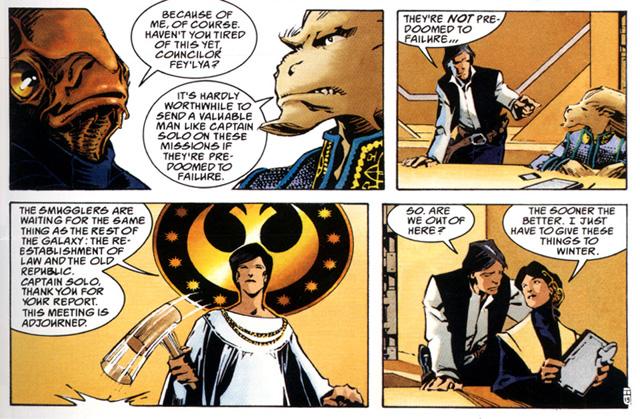 BECAUSE OF
ME, OF COURSE.
HAVEN'T YOU TIRED
OF THIS YET,
COUNCILOR
FEY'LYA?
IT'S HARDLY
WORTHWHILE TO
SEND A VALUABLE
MAN LIKE CAPTAIN
SOLO ON THESE
MISSIONS IF
THEY'RE PRE-
DOOMED TO
FAILURE.
THEY'RE NOT PRE-
DOOMED TO
FAILURE...
THE SMUGGLERS ARE
WAITING FOR THE SAME
THING AS THE REST OF
THE GALAXY: THE RE-
ESTABLISHMENT OF
LAW AND THE OLD
REPUBLIC.
CAPTAIN SOLO,
THANK YOU FOR
YOUR REPORT.
THIS MEETING IS
ADJOURNED.
SO. ARE
WE OUT OF
HERE?
THE SOONER THE
BETTER. I JUST
HAVE TO GIVE THESE
THINGS TO
WINTER.